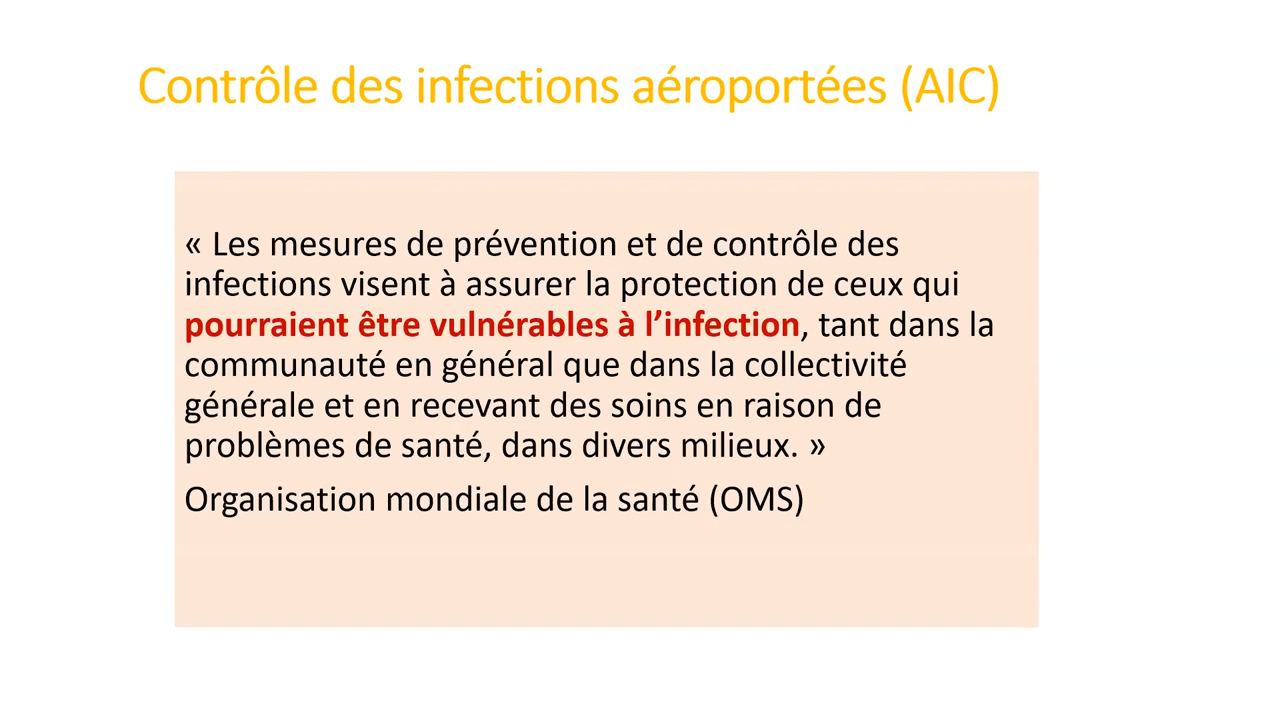 Contrôle des infections aéroportées (AIC)
« Les mesures de prévention et de contrôle des
infections visent à assurer la protection de ceux qui
pourraient être vulnérables à l’infection, tant dans la
communauté en général que dans la collectivité
générale et en recevant des soins en raison de
problèmes de santé, dans divers milieux. »
Organisation mondiale de la santé (OMS)